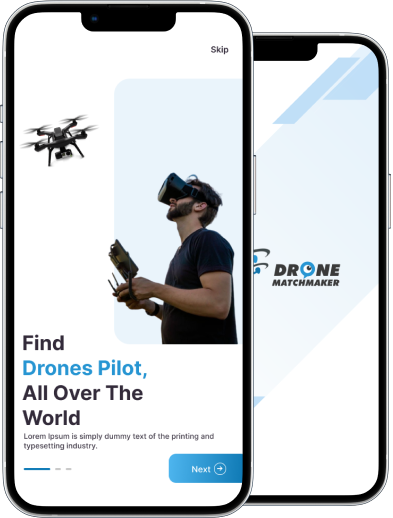 Skip
DRONE
MATCHMAKER
Find
Drones Pilot,
All Over The
World
Lorem Ipsum is simply dummy text of the printing and
typesetting industry.
Next